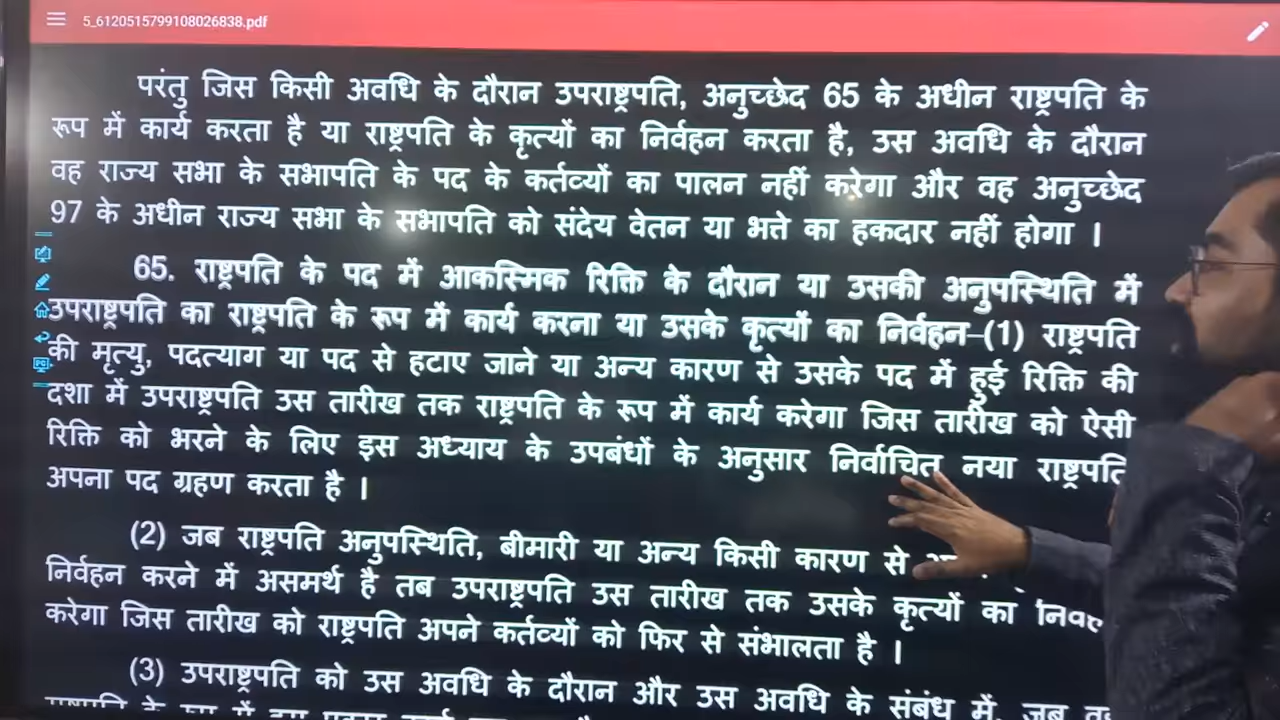 5_6120515799108026838.pdf
परंतु जिस किसी अवधि के दौरान उपराष्ट्रपति, अनुच्छेद 65 के अधीन राष्ट्रपति के
रूप में कार्य करता है या राष्ट्रपति के कृत्यों का निर्वहन करता है, उस अवधि के दौरान
वह राज्य सभा के सभापति के पद के कर्तव्यों का पालन नहीं करेगा और वह अनुच्छेद
97 के अधीन राज्य सभा के सभापति को संदेय वेतन या भत्ते का हकदार नहीं होगा ।
65. राष्ट्रपति के पद में आकस्मिक रिक्ति के दौरान या उसकी अनुपस्थिति में
उपराष्ट्रपति का राष्ट्रपति के रूप में कार्य करना या उसके कृत्यों का निर्वहन–(1) राष्ट्रपति
की मृत्यु, पदत्याग या पद से हटाए जाने या अन्य कारण से उसके पद में हुई रिक्ति की
दशा में उपराष्ट्रपति उस तारीख तक राष्ट्रपति के रूप में कार्य करेगा जिस तारीख को ऐसी
रिक्ति को भरने के लिए इस अध्याय के उपबंधों के अनुसार निर्वाचित नया राष्ट्रपति
अपना पद ग्रहण करता है ।
(2) जब राष्ट्रपति अनुपस्थिति, बीमारी या अन्य किसी कारण से
निर्वहन करने में असमर्थ है तब उपराष्ट्रपति उस तारीख तक उसके कृत्यों का
करेगा जिस तारीख को राष्ट्रपति अपने कर्तव्यों को फिर से संभालता है ।
(3) उपराष्ट्रपति को उस अवधि के दौरान और उस अवधि के संबंध में, जब